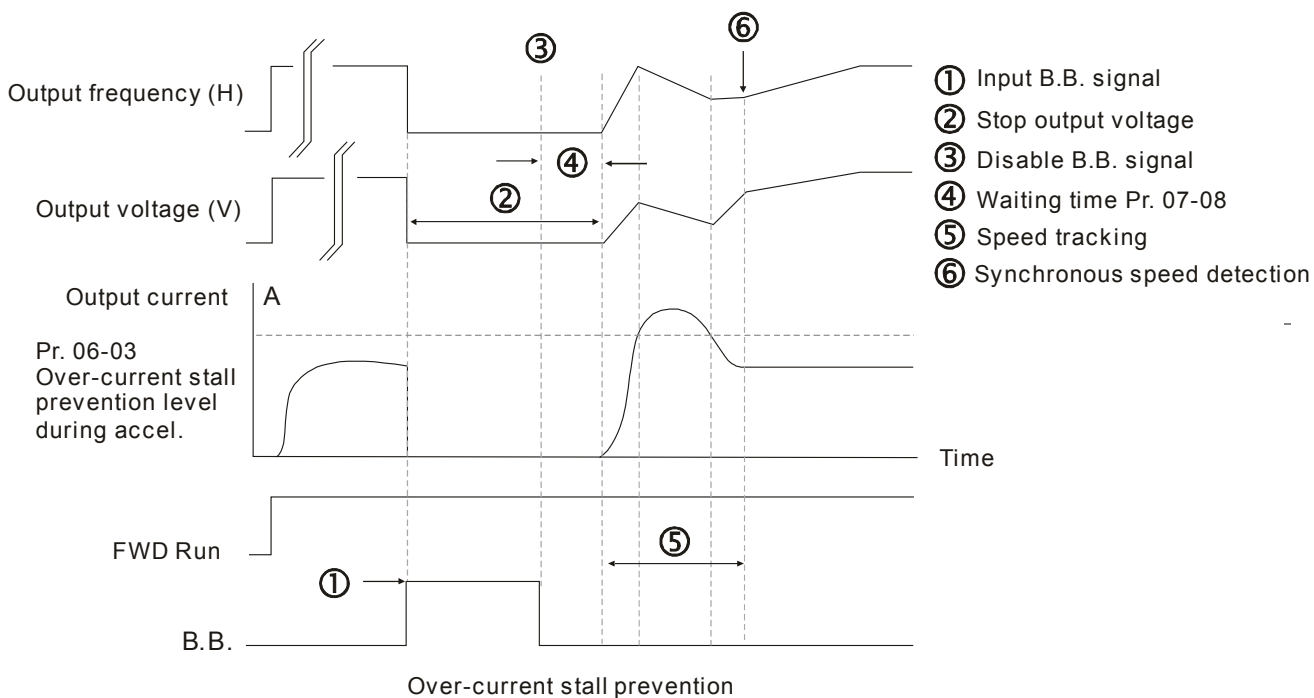 ③
⑥
Output frequency (H)
④
②
Output voltage (V)
① Input B.B. signal
② Stop output voltage
③ Disable B.B. signal
④ Waiting time Pr. 07-08
⑤ Speed tracking
⑥ Synchronous speed detection
Output current
A
Pr. 06-03
Over-current stall
prevention level
during accel.
Time
FWD Run
⑤
①
B.B.
Over-current stall prevention